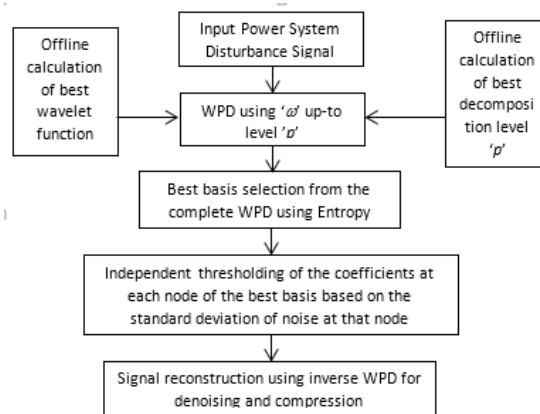 Offline
calculation
of best
wavelet
function
Input Power System
Disturbance Signal
Offline
calculation
of best
decomposi
tion level
'p'
WPD using 'ω' up-to
level 'p'
Best basis selection from the
complete WPD using Entropy
Independent thresholding of the coefficients at
each node of the best basis based on the
standard deviation of noise at that node
Signal reconstruction using inverse WPD for
denoising and compression